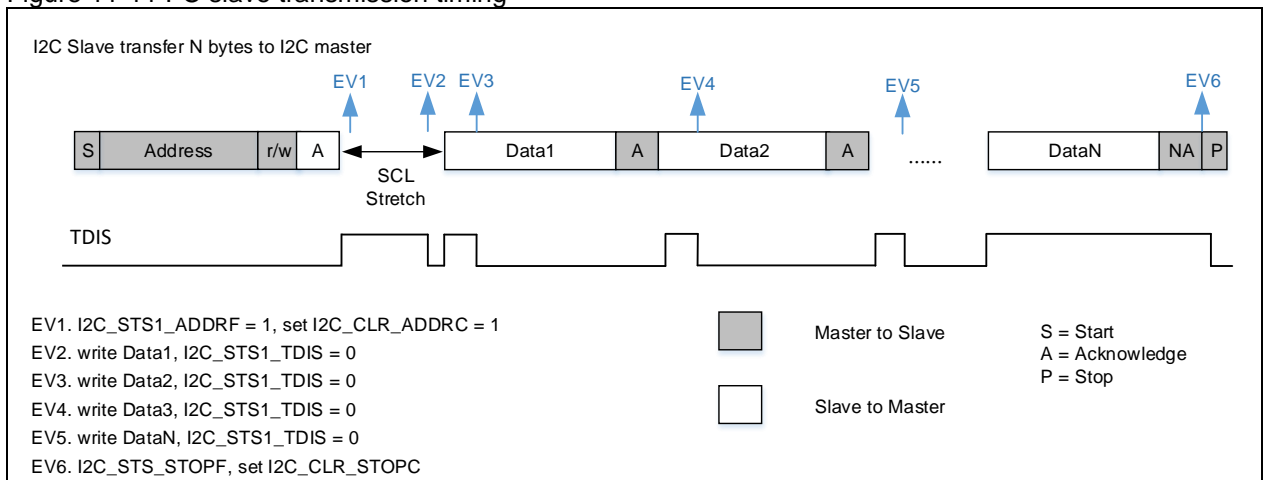 I2C Slave transfer N bytes to I2C master
EV1 EV2 EV3 EV4 EV5 EV6
S Address r/w A Data1 A Data2 A ...... DataN NA P
SCL
Stretch
TDIS
EV1. I2C_STS1_ADDRF = 1, set I2C_CLR_ADDRC = 1
EV2. write Data1, I2C_STS1_TDIS = 0
EV3. write Data2, I2C_STS1_TDIS = 0
EV4. write Data3, I2C_STS1_TDIS = 0
EV5. write DataN, I2C_STS1_TDIS = 0
EV6. I2C_STS_STOPF, set I2C_CLR_STOPC
Master to Slave
Slave to Master
S = Start
A = Acknowledge
P = Stop